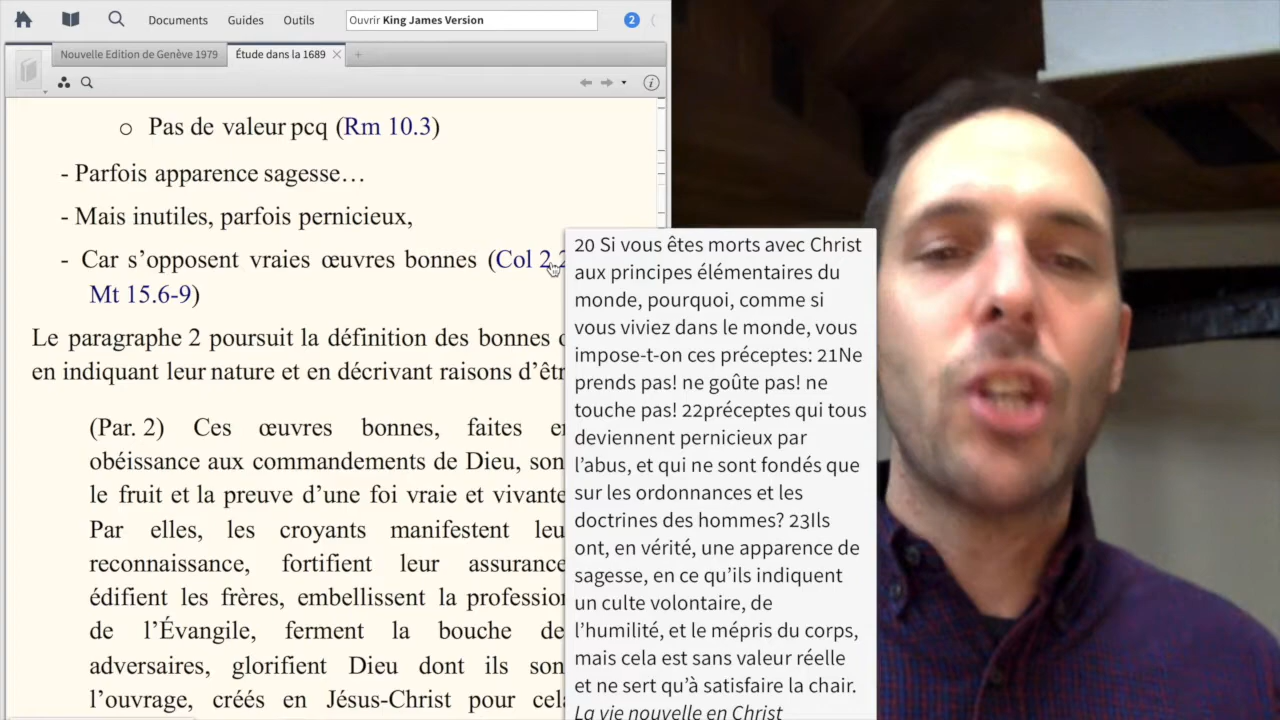 Documents Guides Outils Ouvrir King James Version 2
Nouvelle Edition de Genève 1979 Étude dans la 1689
○ Pas de valeur pcq (Rm 10.3)
- Parfois apparence sagesse…
- Mais inutiles, parfois pernicieux,
- Car s’opposent vraies œuvres bonnes (Col 2.2
Mt 15.6-9)
Le paragraphe 2 poursuit la définition des bonnes
en indiquant leur nature et en décrivant raisons d’êtr
(Par. 2) Ces œuvres bonnes, faites e
obéissance aux commandements de Dieu, son
le fruit et la preuve d’une foi vraie et vivante
Par elles, les croyants manifestent leu
reconnaissance, fortifient leur assurance
édifient les frères, embellissent la professio
de l’Évangile, ferment la bouche de
adversaires, glorifient Dieu dont ils son
l’ouvrage, créés en Jésus-Christ pour cel
20 Si vous êtes morts avec Christ
aux principes élémentaires du
monde, pourquoi, comme si
vous viviez dans le monde, vous
impose-t-on ces préceptes: 21Ne
prends pas! ne goûte pas! ne
touche pas! 22préceptes qui tous
deviennent pernicieux par
l’abus, et qui ne sont fondés que
sur les ordonnances et les
doctrines des hommes? 23Ils
ont, en vérité, une apparence de
sagesse, en ce qu’ils indiquent
un culte volontaire, de
l’humilité, et le mépris du corps,
mais cela est sans valeur réelle
et ne sert qu’à satisfaire la chair.
La vie nouvelle en Christ